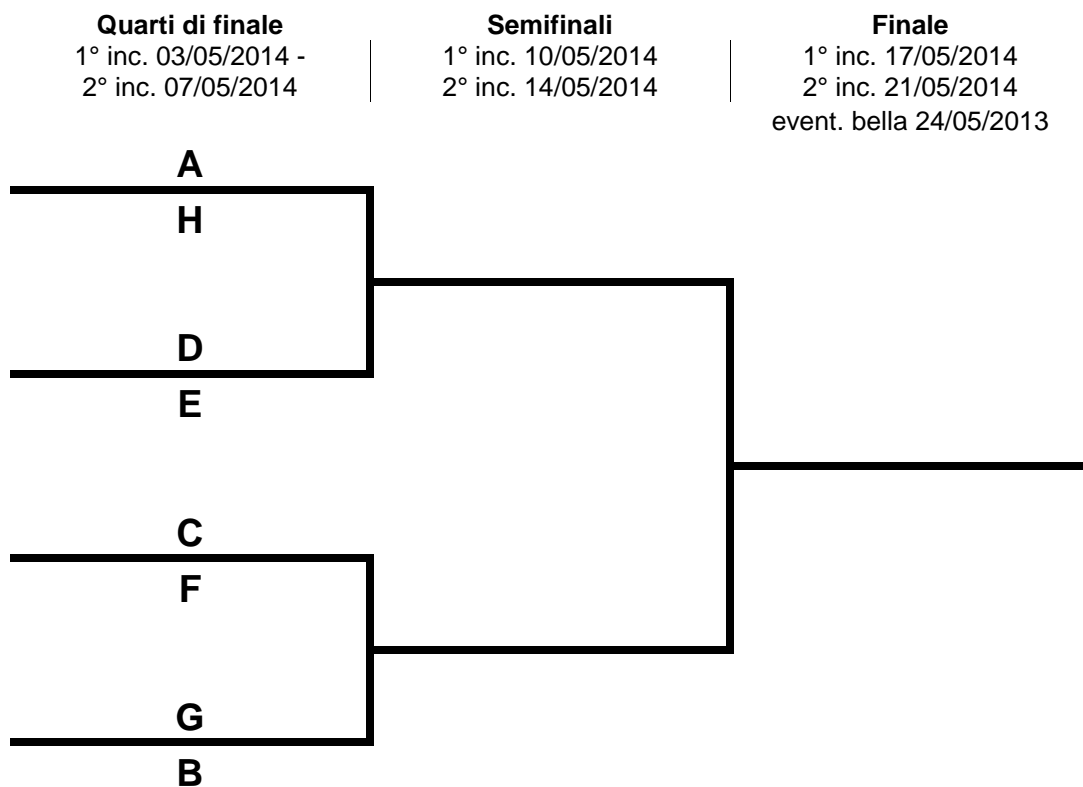 Quarti di finale
1° inc. 03/05/2014 -
2° inc. 07/05/2014
Semifinali
1° inc. 10/05/2014
2° inc. 14/05/2014
Finale
1° inc. 17/05/2014
2° inc. 21/05/2014
event. bella 24/05/2013
A
H
D
E
C
F
G
B